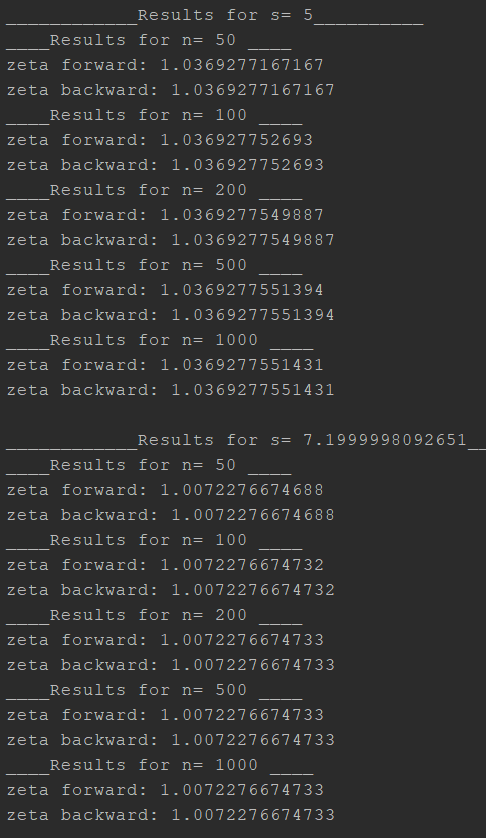 ____________Results for s= 5__________
____Results for n= 50 ____
zeta forward: 1.0369277167167
zeta backward: 1.0369277167167
____Results for n= 100 ____
zeta forward: 1.036927752693
zeta backward: 1.036927752693
____Results for n= 200 ____
zeta forward: 1.0369277549887
zeta backward: 1.0369277549887
____Results for n= 500 ____
zeta forward: 1.0369277551394
zeta backward: 1.0369277551394
____Results for n= 1000 ____
zeta forward: 1.0369277551431
zeta backward: 1.0369277551431

____________Results for s= 7.1999998092651__
____Results for n= 50 ____
zeta forward: 1.0072276674688
zeta backward: 1.0072276674688
____Results for n= 100 ____
zeta forward: 1.0072276674732
zeta backward: 1.0072276674732
____Results for n= 200 ____
zeta forward: 1.0072276674733
zeta backward: 1.0072276674733
____Results for n= 500 ____
zeta forward: 1.0072276674733
zeta backward: 1.0072276674733
____Results for n= 1000 ____
zeta forward: 1.0072276674733
zeta backward: 1.0072276674733